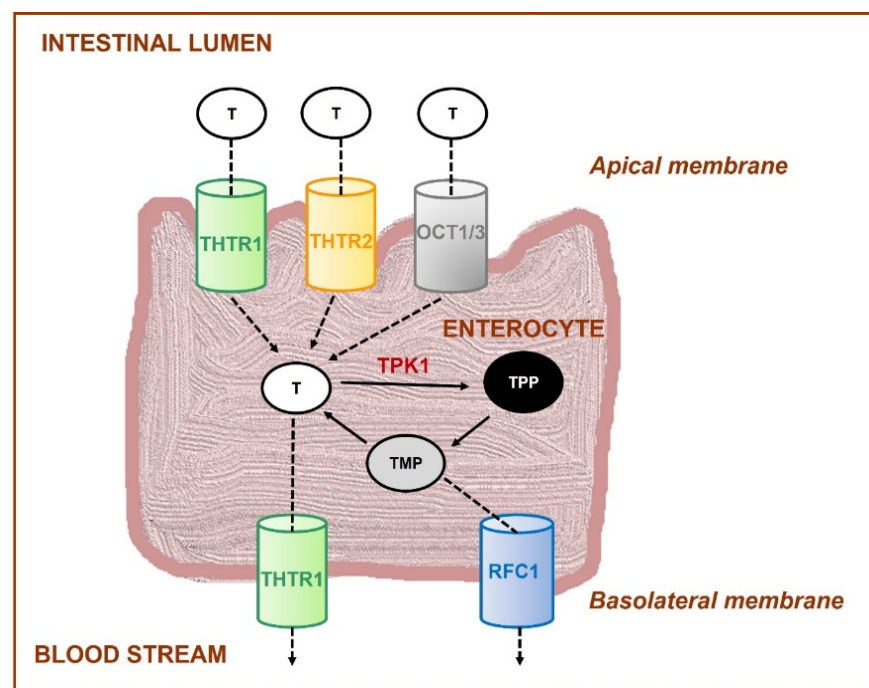 INTESTINAL LUMEN
T
T
T
Apical membrane
THTR1
THTR2
OCT1/3
ENTEROCYTE
TPK1
T
TPP
TMP
THTR1
RFC1
Basolateral membrane
BLOOD STREAM